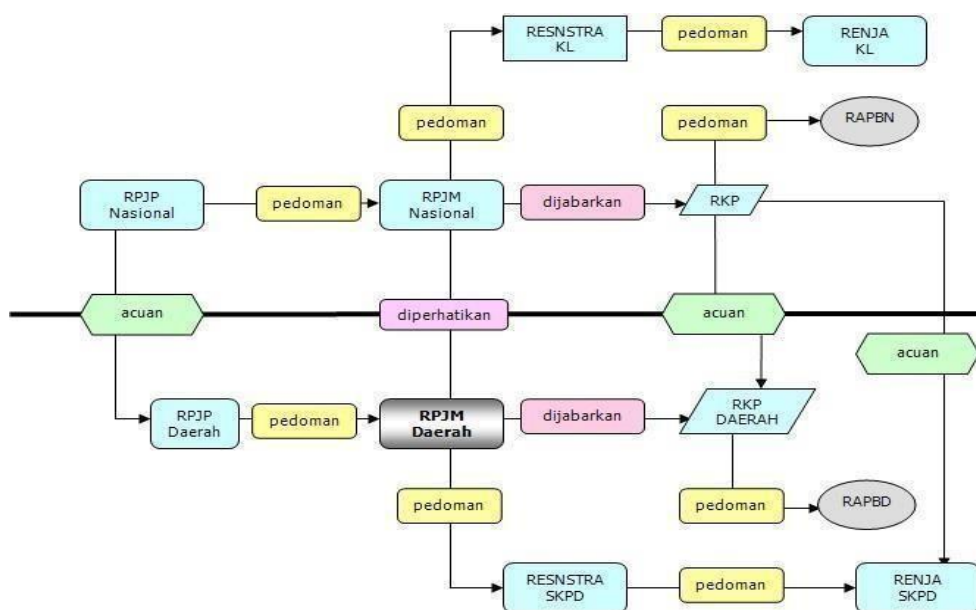 RESNSTRA
KL
pedoman
RENJA
KL
pedoman
pedoman
RAPBN
RPJP
Nasional
pedoman
RPJM
Nasional
dijabarkan
RKP
acuan
diperhatikan
acuan
acuan
RPJP
Daerah
pedoman
RPJM
Daerah
dijabarkan
RKP
DAERAH
pedoman
pedoman
RAPBD
RESNSTRA
SKPD
pedoman
RENJA
SKPD